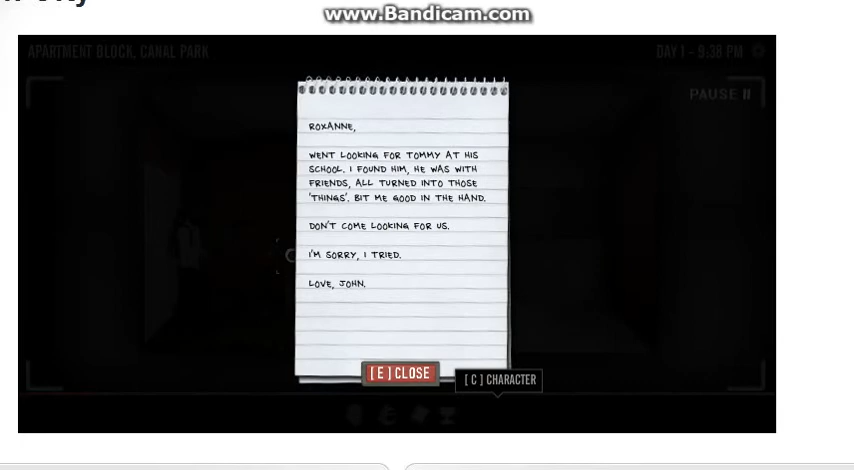 www.Bandicam.com
APARTMENT BLOCK, CANAL PARK
DAY 1 - 9:38 PM
PAUSE II
ROXANNE,
WENT LOOKING FOR TOMMY AT HIS
SCHOOL. I FOUND HIM, HE WAS WITH
FRIENDS, ALL TURNED INTO THOSE
'THINGS'. BIT ME GOOD IN THE HAND.
DON'T COME LOOKING FOR US.
I'M SORRY, I TRIED.
LOVE, JOHN.
[ E ] CLOSE
[ C ] CHARACTER